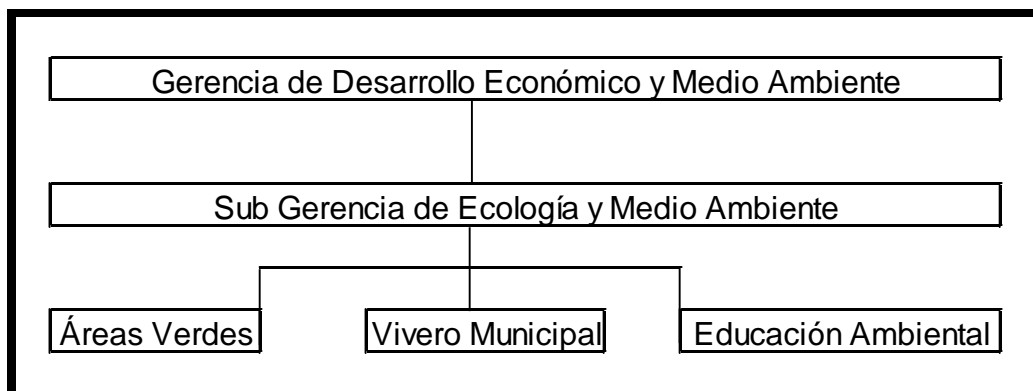 Gerencia de Desarrollo Económico y Medio Ambiente
Sub Gerencia de Ecología y Medio Ambiente
Áreas Verdes
Vivero Municipal
Educación Ambiental